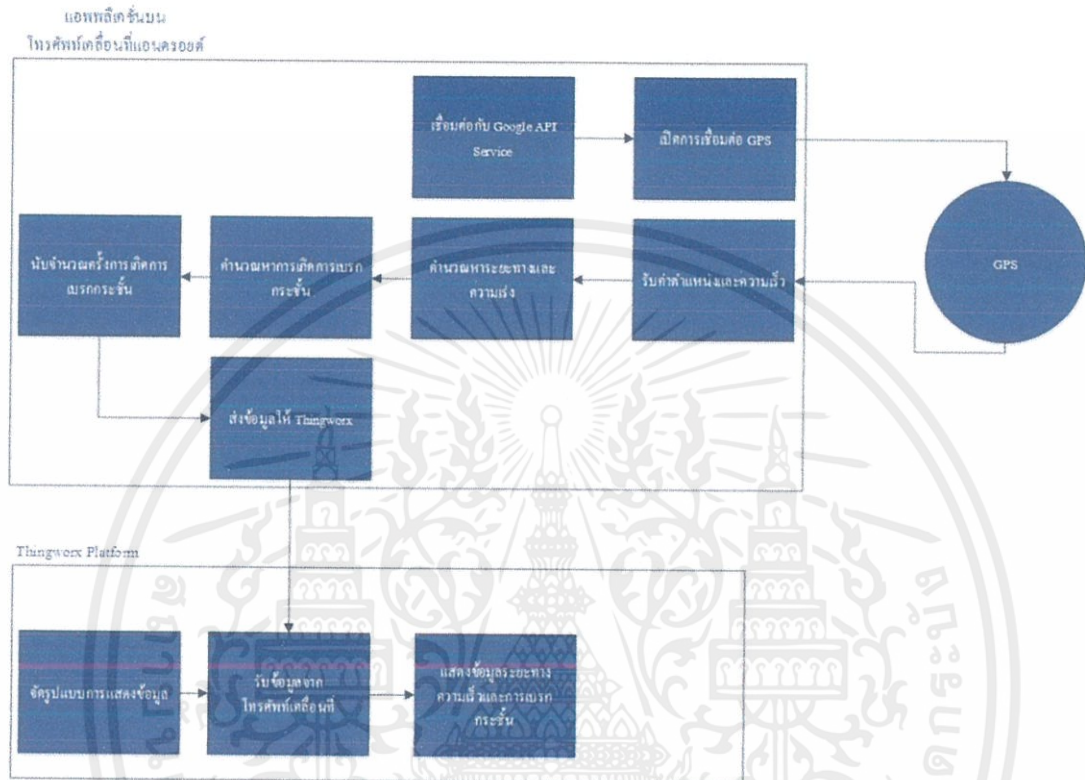 แอพพลิเคชั่นบน
โทรศัพท์เคลื่อนที่แอนดรอยด์
เชื่อมต่อกับ Google API
Service
เปิดการเชื่อมต่อ GPS
GPS
นับจำนวนครั้งการเกิดการ
เบรกกระชั้น
คำนวณหาการเกิดการเบรก
กระชั้น
คำนวณหาระยะทางและ
ความเร่ง
รับค่าตำแหน่งและความเร็ว
ส่งข้อมูลให้ Thingworx
Thingworx Platform
จัดรูปแบบการแสดงข้อมูล
รับข้อมูลจาก
โทรศัพท์เคลื่อนที่
แสดงข้อมูลระยะทาง
ความเร็วและการเบรก
กระชั้น